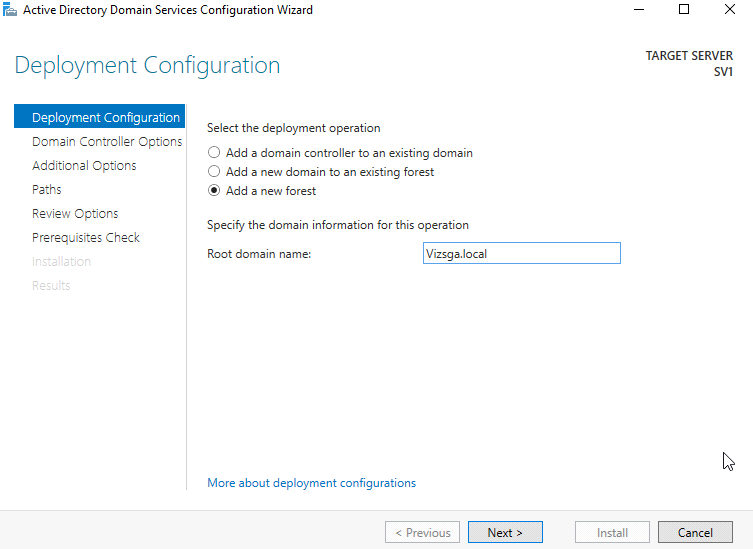 Active Directory Domain Services Configuration Wizard
Deployment Configuration
TARGET SERVER
SV1
Deployment Configuration
Domain Controller Options
Additional Options
Paths
Review Options
Prerequisites Check
Installation
Results
Select the deployment operation
Add a domain controller to an existing domain
Add a new domain to an existing forest
Add a new forest
Specify the domain information for this operation
Root domain name: Vizsga.local
More about deployment configurations
< Previous Next > Install Cancel